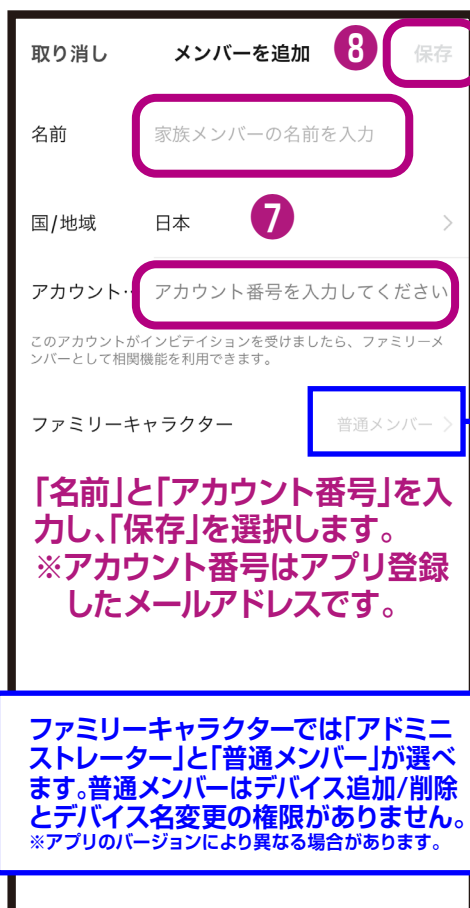 取り消し メンバーを追加 ❽ 保存
名前 家族メンバーの名前を入力
国/地域 日本 ❼ >
アカウント… アカウント番号を入力してください
このアカウントがインビテイションを受けましたら、ファミリーメ
ンバーとして相関機能を利用できます。
ファミリーキャラクター 普通メンバー >
「名前」と「アカウント番号」を入
力し、「保存」を選択します。
※アカウント番号はアプリ登録
したメールアドレスです。
ファミリーキャラクターでは「アドミニ
ストレーター」と「普通メンバー」が選べ
ます。普通メンバーはデバイス追加/削除
とデバイス名変更の権限がありません。
※アプリのバージョンにより異なる場合があります。